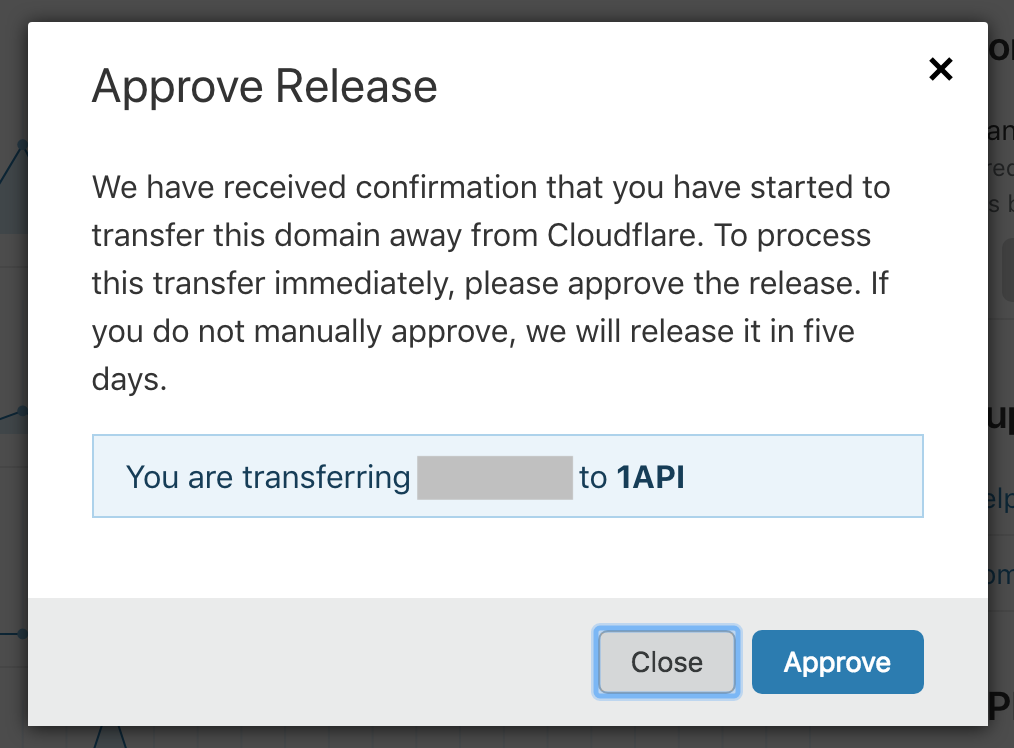 Approve Release
We have received confirmation that you have started to
transfer this domain away from Cloudflare. To process
this transfer immediately, please approve the release. If
you do not manually approve, we will release it in five
days.
You are transferring to 1API
Close Approve